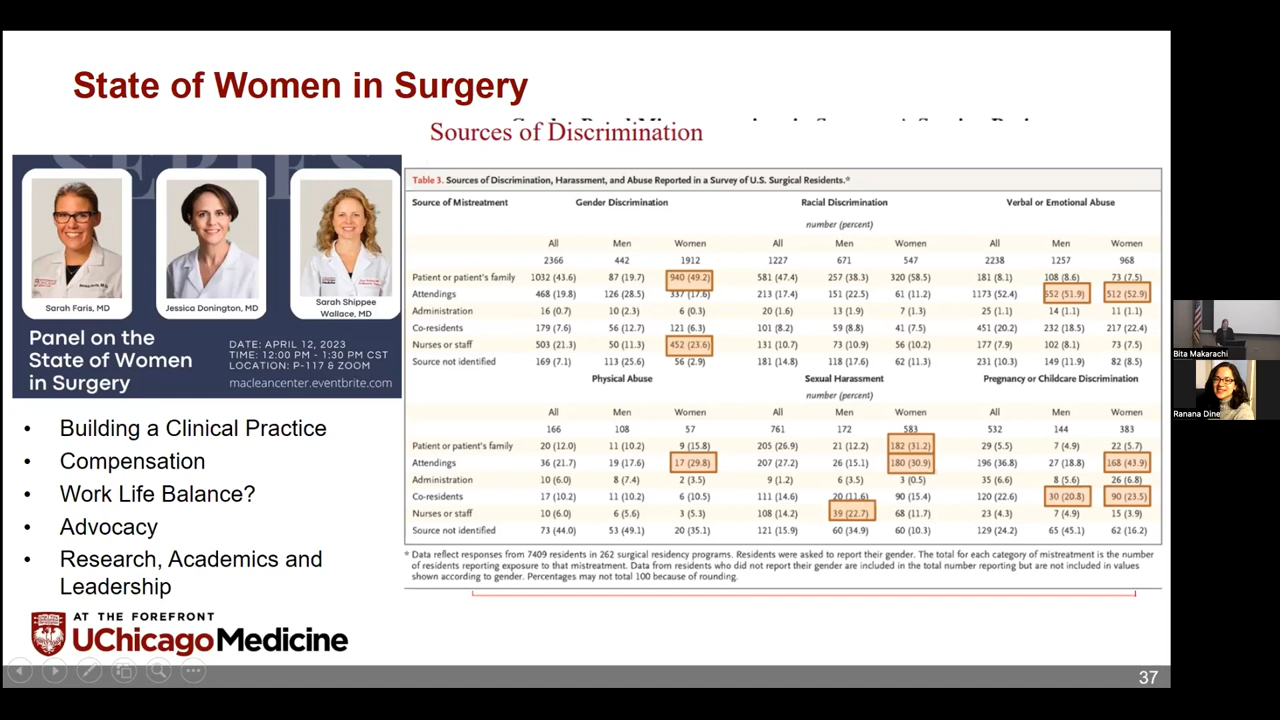 State of Women in Surgery
Sources of Discrimination
SERIES
Sarah Faris, MD
Jessica Donington, MD
Sarah Shippee
Wallace, MD
Panel on the
State of Women
in Surgery
DATE: APRIL 12, 2023
TIME: 12:00 PM - 1:30 PM CST
LOCATION: P-117 & ZOOM
macleancenter.eventbrite.com
• Building a Clinical Practice
• Compensation
• Work Life Balance?
• Advocacy
• Research, Academics and
Leadership
AT THE FOREFRONT
UChicago Medicine
Table 3. Sources of Discrimination, Harassment, and Abuse Reported in a Survey of U.S. Surgical Residents.*
Source of Mistreatment Gender Discrimination Racial Discrimination Verbal or Emotional Abuse
number (percent)
All Men Women All Men Women All Men Women
2366 442 1912 1227 671 547 2238 1257 968
Patient or patient's family 1032 (43.6) 87 (19.7) 940 (49.2) 581 (47.4) 257 (38.3) 320 (58.5) 181 (8.1) 108 (8.6) 73 (7.5)
Attendings 468 (19.8) 126 (28.5) 337 (17.6) 213 (17.4) 151 (22.5) 61 (11.2) 1173 (52.4) 652 (51.9) 512 (52.9)
Administration 16 (0.7) 10 (2.3) 6 (0.3) 20 (1.6) 13 (1.9) 7 (1.3) 25 (1.1) 14 (1.1) 11 (1.1)
Co-residents 179 (7.6) 56 (12.7) 121 (6.3) 101 (8.2) 59 (8.8) 41 (7.5) 451 (20.2) 232 (18.5) 217 (22.4)
Nurses or staff 503 (21.3) 50 (11.3) 452 (23.6) 131 (10.7) 73 (10.9) 56 (10.2) 177 (7.9) 102 (8.1) 73 (7.5)
Source not identified 169 (7.1) 113 (25.6) 56 (2.9) 181 (14.8) 118 (17.6) 62 (11.3) 231 (10.3) 149 (11.9) 82 (8.5)
Physical Abuse Sexual Harassment Pregnancy or Childcare Discrimination
number (percent)
All Men Women All Men Women All Men Women
166 108 57 761 172 583 532 144 383
Patient or patient's family 20 (12.0) 11 (10.2) 9 (15.8) 205 (26.9) 21 (12.2) 182 (31.2) 29 (5.5) 7 (4.9) 22 (5.7)
Attendings 36 (21.7) 19 (17.6) 17 (29.8) 207 (27.2) 26 (15.1) 180 (30.9) 196 (36.8) 27 (18.8) 168 (43.9)
Administration 10 (6.0) 8 (7.4) 2 (3.5) 9 (1.2) 6 (3.5) 3 (0.5) 35 (6.6) 8 (5.6) 26 (6.8)
Co-residents 17 (10.2) 11 (10.2) 6 (10.5) 111 (14.6) 20 (11.6) 90 (15.4) 120 (22.6) 30 (20.8) 90 (23.5)
Nurses or staff 10 (6.0) 6 (5.6) 3 (5.3) 108 (14.2) 39 (22.7) 68 (11.7) 23 (4.3) 7 (4.9) 15 (3.9)
Source not identified 73 (44.0) 53 (49.1) 20 (35.1) 121 (15.9) 60 (34.9) 60 (10.3) 129 (24.2) 65 (45.1) 62 (16.2)
* Data reflect responses from 7409 residents in 262 surgical residency programs. Residents were asked to report their gender. The total for each category of mistreatment is the number
of residents reporting exposure to that mistreatment. Data from residents who did not report their gender are included in the total number reporting but are not included in values
shown according to gender. Percentages may not total 100 because of rounding.
37
Bita Makarachi
Ranana Dine